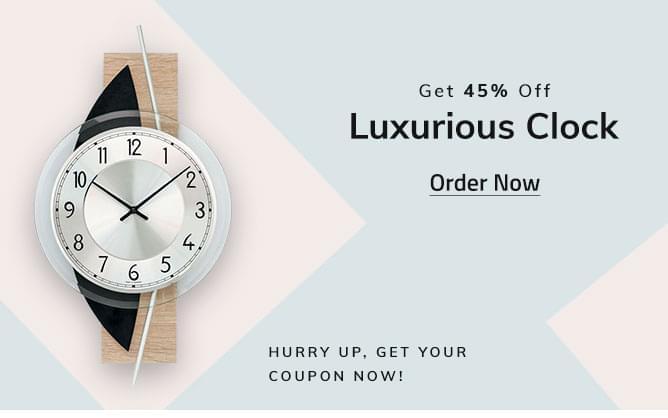 Get 45% Off
Luxurious Clock
Order Now
12
11
1
10
2
9
3
8
4
7
5
6
HURRY UP, GET YOUR
COUPON NOW!